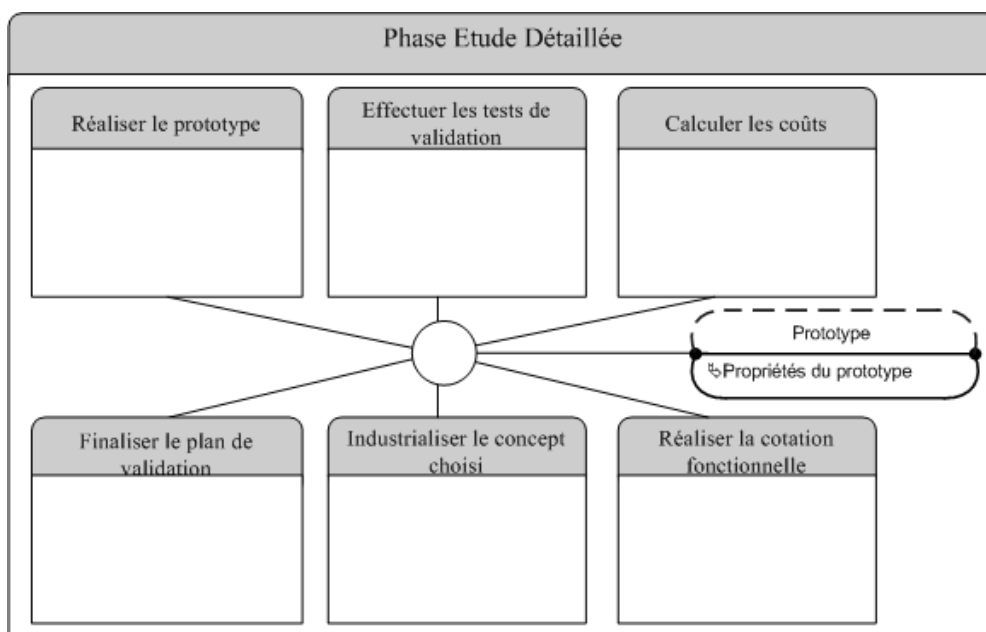 Phase Etude Détaillée
Réaliser le prototype
Effectuer les tests de
validation
Calculer les coûts
Prototype
Propriétés du prototype
Finaliser le plan de
validation
Industrialiser le concept
choisi
Réaliser la cotation
fonctionnelle